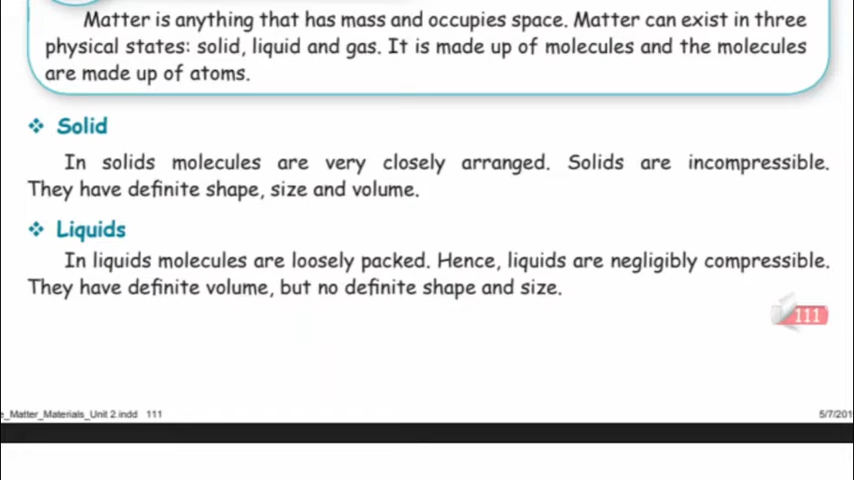 Matter is anything that has mass and occupies space. Matter can exist in three
physical states: solid, liquid and gas. It is made up of molecules and the molecules
are made up of atoms.
❖ Solid
In solids molecules are very closely arranged. Solids are incompressible.
They have definite shape, size and volume.
❖ Liquids
In liquids molecules are loosely packed. Hence, liquids are negligibly compressible.
They have definite volume, but no definite shape and size.
111
e_Matter_Materials_Unit 2.indd 111
5/7/201